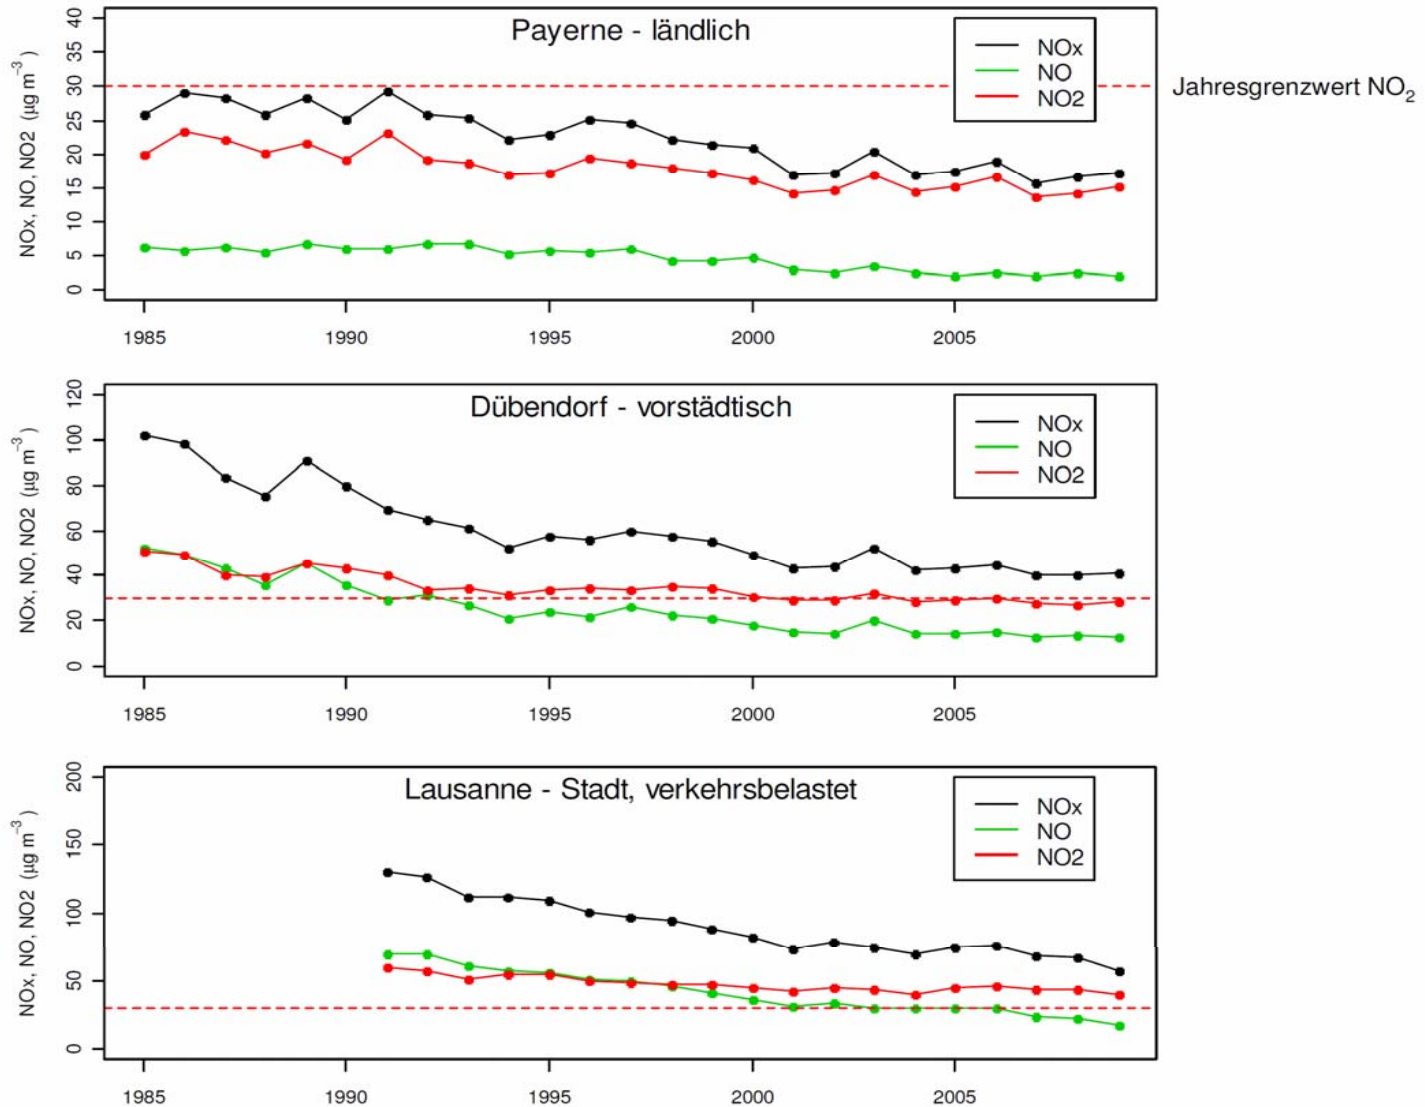 Payerne - ländlich
NOx
NO
NO2
Jahresgrenzwert NO₂
NOx, NO, NO2 (µg m⁻³)
40
35
30
25
20
15
10
5
0
1985 1990 1995 2000 2005
Dübendorf - vorstädtisch
NOx
NO
NO2
NOx, NO, NO2 (µg m⁻³)
120
100
80
60
40
20
0
1985 1990 1995 2000 2005
Lausanne - Stadt, verkehrsbelastet
NOx
NO
NO2
NOx, NO, NO2 (µg m⁻³)
200
150
100
50
0
1985 1990 1995 2000 2005